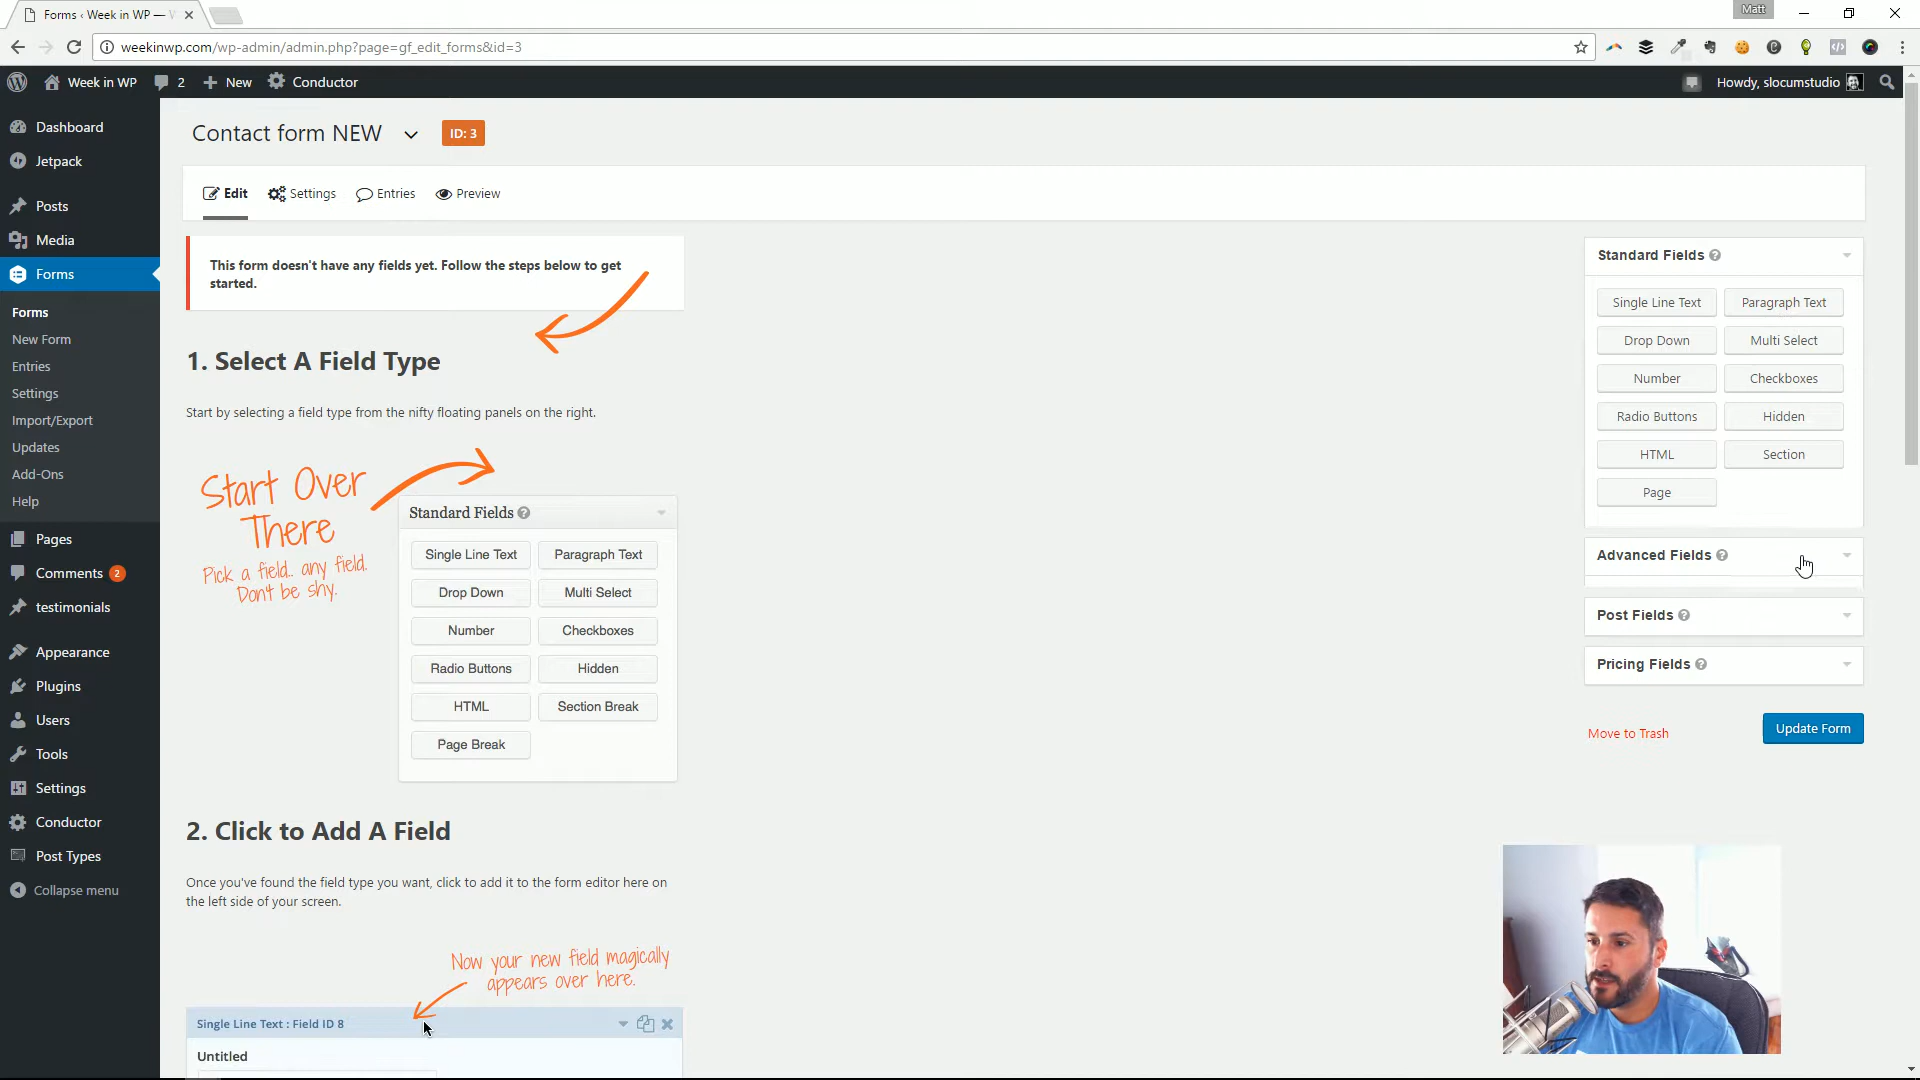 Forms ‹ Week in WP —
Matt
weekinwp.com/wp-admin/admin.php?page=gf_edit_forms&id=3
Week in WP
2
New
Conductor
Howdy, slocumstudio
Dashboard
Jetpack
Posts
Media
Forms
Forms
New Form
Entries
Settings
Import/Export
Updates
Add-Ons
Help
Pages
Comments 2
testimonials
Appearance
Plugins
Users
Tools
Settings
Conductor
Post Types
Collapse menu
Contact form NEW
ID: 3
Edit
Settings
Entries
Preview
This form doesn't have any fields yet. Follow the steps below to get
started.
1. Select A Field Type
Start by selecting a field type from the nifty floating panels on the right.
Start Over
There
Pick a field.. any field.
Don't be shy.
Standard Fields
Single Line Text
Paragraph Text
Drop Down
Multi Select
Number
Checkboxes
Radio Buttons
Hidden
HTML
Section Break
Page Break
2. Click to Add A Field
Once you've found the field type you want, click to add it to the form editor here on
the left side of your screen.
Now your new field magically
appears over here.
Single Line Text : Field ID 8
Untitled
Standard Fields
Single Line Text
Paragraph Text
Drop Down
Multi Select
Number
Checkboxes
Radio Buttons
Hidden
HTML
Section
Page
Advanced Fields
Post Fields
Pricing Fields
Move to Trash
Update Form